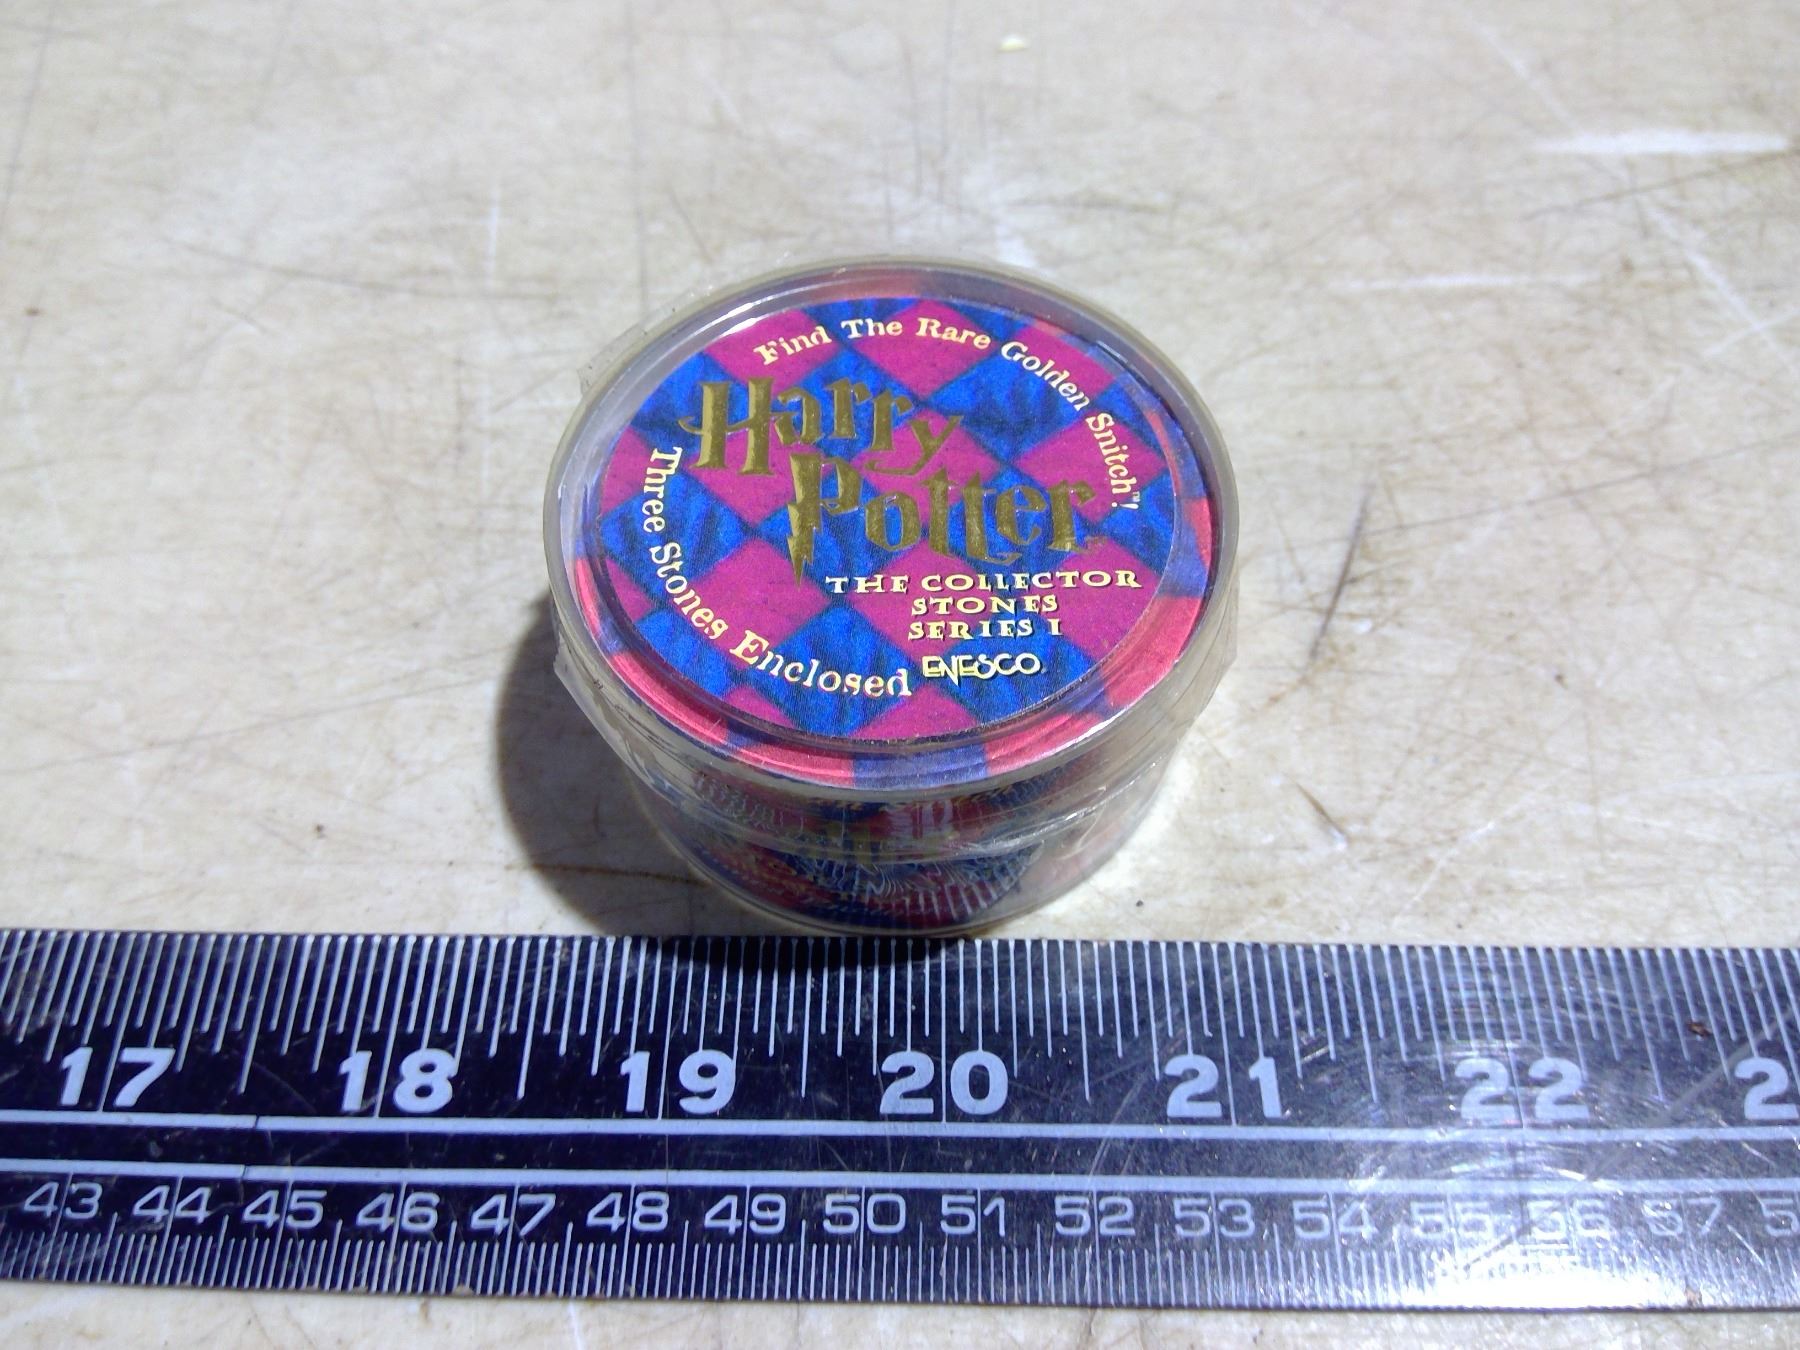 Find The Rare Golden Snitch™!
Harry
Potter
THE COLLECTOR
STONES
SERIES I
ENESCO
Three Stones Enclosed
17 18 19 20 21 22
43 44 45 46 47 48 49 50 51 52 53 54 55 56 57